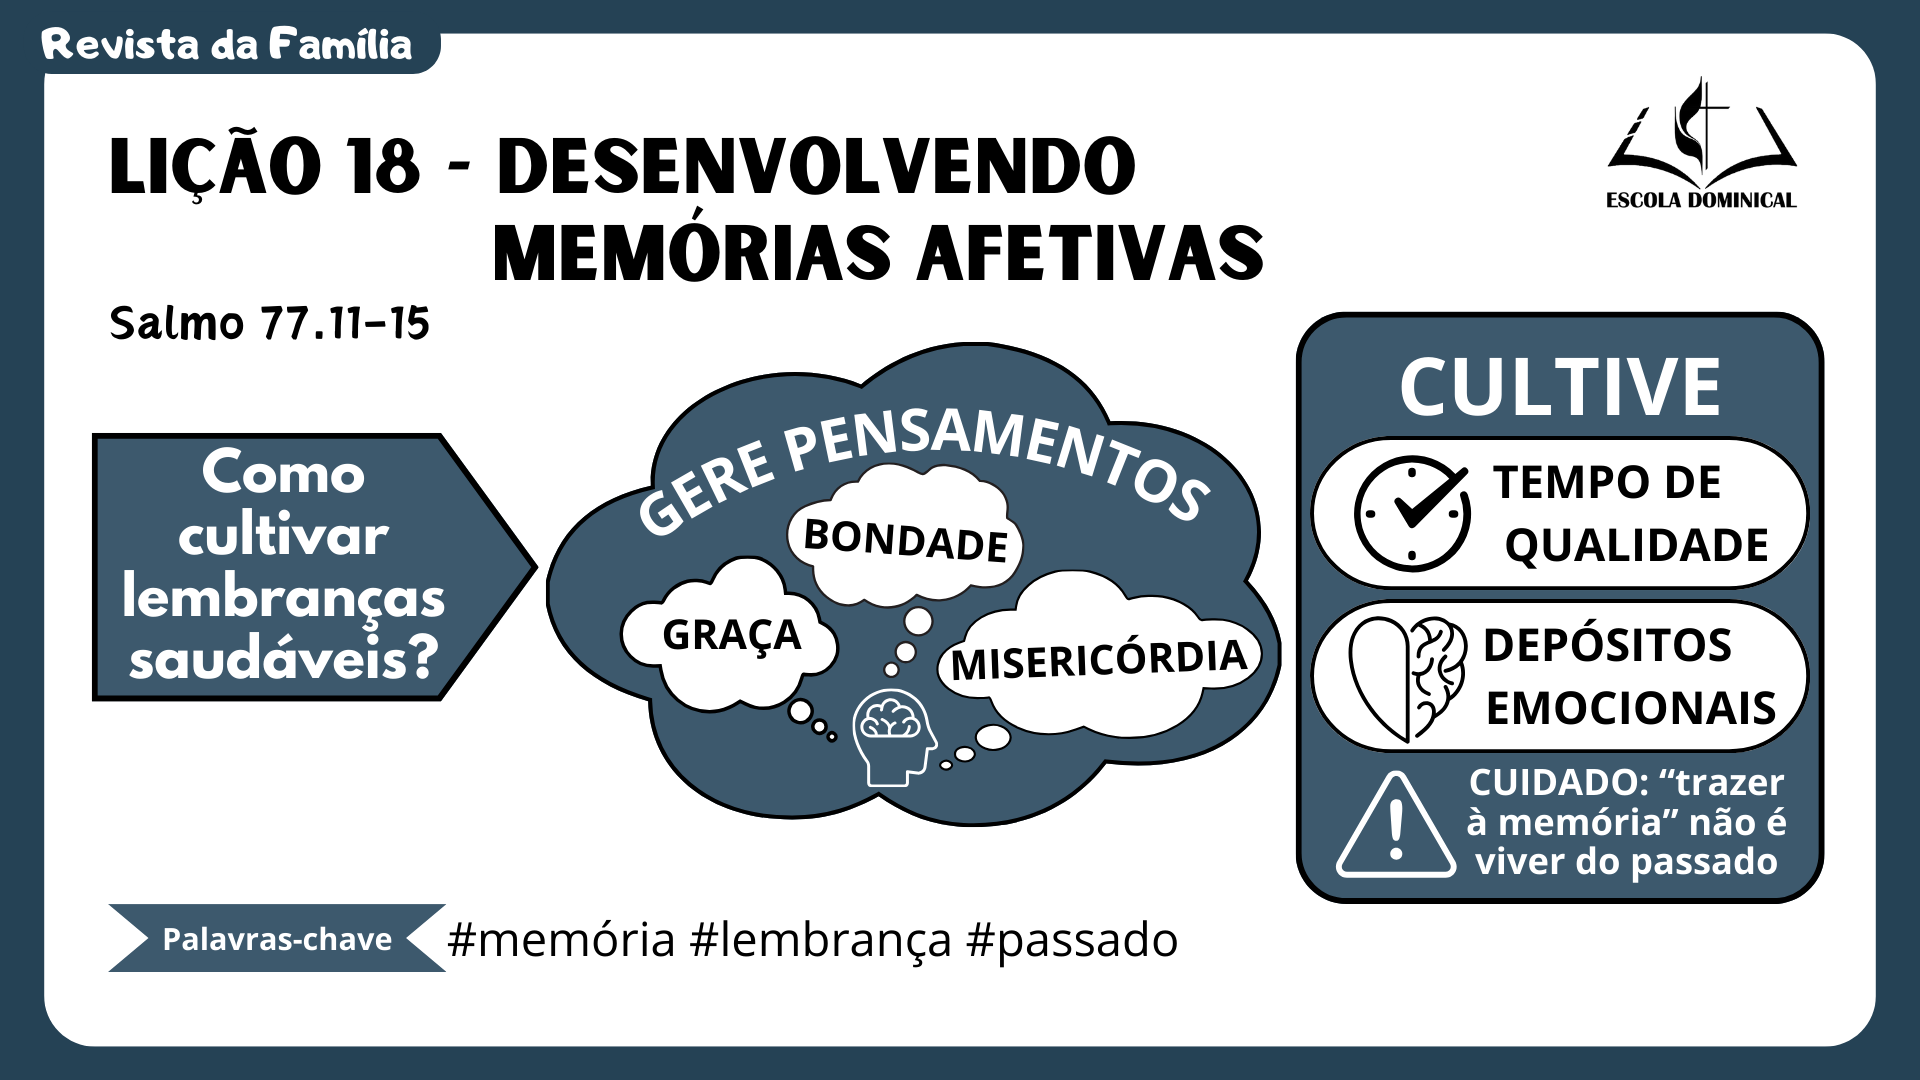 Revista da Família
LIÇÃO 18 - DESENVOLVENDO
MEMÓRIAS AFETIVAS
ESCOLA DOMINICAL
Salmo 77.11-15
Como
cultivar
lembranças
saudáveis?
GERE PENSAMENTOS
BONDADE
GRAÇA
MISERICÓRDIA
CULTIVE
TEMPO DE
QUALIDADE
DEPÓSITOS
EMOCIONAIS
CUIDADO: “trazer
à memória” não é
viver do passado
Palavras-chave
#memória #lembrança #passado